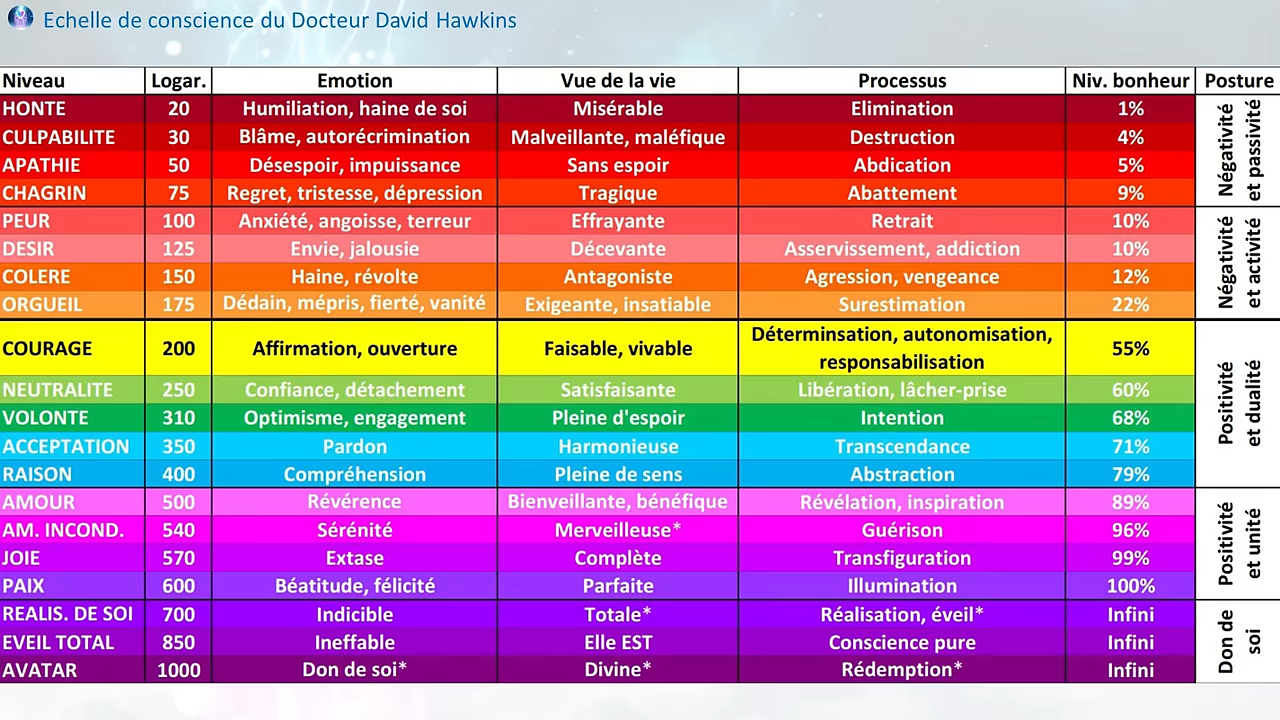 Echelle de conscience du Docteur David Hawkins
Niveau Logar. Emotion Vue de la vie Processus Niv. bonheur Posture
HONTE 20 Humiliation, haine de soi Misérable Elimination 1%
CULPABILITE 30 Blâme, autorécrimination Malveillante, maléfique Destruction 4%
APATHIE 50 Désespoir, impuissance Sans espoir Abdication 5%
CHAGRIN 75 Regret, tristesse, dépression Tragique Abattement 9%
Négativité
et passivité
PEUR 100 Anxiété, angoisse, terreur Effrayante Retrait 10%
DESIR 125 Envie, jalousie Décevante Asservissement, addiction 10%
COLERE 150 Haine, révolte Antagoniste Agression, vengeance 12%
ORGUEIL 175 Dédain, mépris, fierté, vanité Exigeante, insatiable Surestimation 22%
Négativité
et activité
COURAGE 200 Affirmation, ouverture Faisable, vivable Déterminsation, autonomisation,
responsabilisation 55%
NEUTRALITE 250 Confiance, détachement Satisfaisante Libération, lâcher-prise 60%
VOLONTE 310 Optimisme, engagement Pleine d'espoir Intention 68%
ACCEPTATION 350 Pardon Harmonieuse Transcendance 71%
RAISON 400 Compréhension Pleine de sens Abstraction 79%
Positivité
et dualité
AMOUR 500 Révérence Bienveillante, bénéfique Révélation, inspiration 89%
AM. INCOND. 540 Sérénité Merveilleuse* Guérison 96%
JOIE 570 Extase Complète Transfiguration 99%
PAIX 600 Béatitude, félicité Parfaite Illumination 100%
Positivité
et unité
REALIS. DE SOI 700 Indicible Totale* Réalisation, éveil* Infini
EVEIL TOTAL 850 Ineffable Elle EST Conscience pure Infini
AVATAR 1000 Don de soi* Divine* Rédemption* Infini
Don de
soi